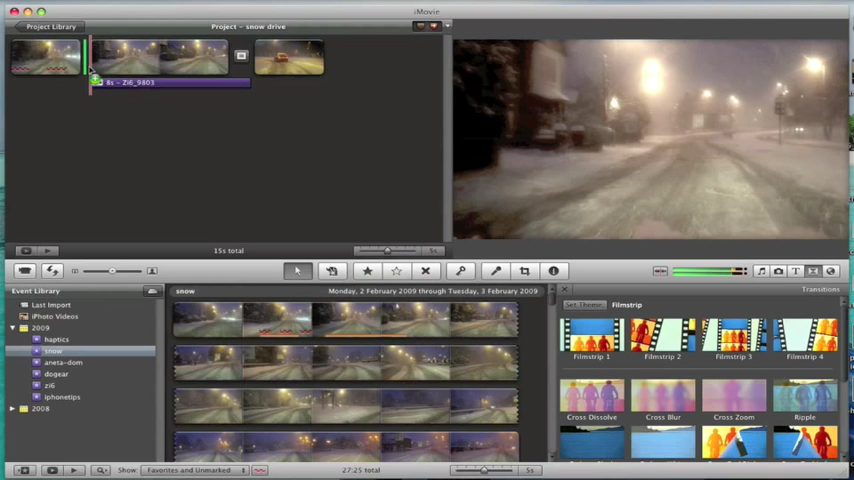 iMovie
Project Library
Project - snow drive
8s - Zi6_9803
15s total
5s
T
Event Library
Last Import
iPhoto Videos
2009
haptics
snow
aneta-dom
dogear
zi6
iphonetips
2008
snow
Monday, 2 February 2009 through Tuesday, 3 February 2009
Transitions
Set Theme:
Filmstrip
Filmstrip 1
Filmstrip 2
Filmstrip 3
Filmstrip 4
Cross Dissolve
Cross Blur
Cross Zoom
Ripple
Show:
Favorites and Unmarked
27:25 total
5s